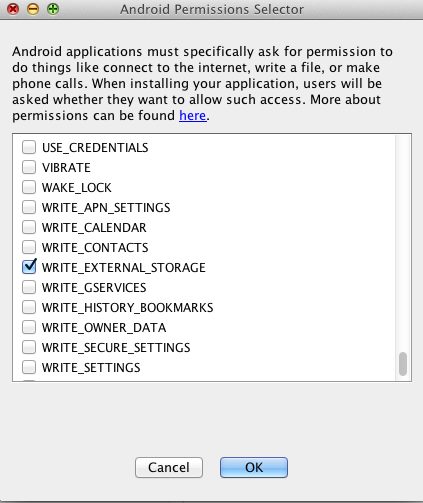 Android Permissions Selector
Android applications must specifically ask for permission to
do things like connect to the internet, write a file, or make
phone calls. When installing your application, users will be
asked whether they want to allow such access. More about
permissions can be found here.
USE_CREDENTIALS
VIBRATE
WAKE_LOCK
WRITE_APN_SETTINGS
WRITE_CALENDAR
WRITE_CONTACTS
WRITE_EXTERNAL_STORAGE
WRITE_GSERVICES
WRITE_HISTORY_BOOKMARKS
WRITE_OWNER_DATA
WRITE_SECURE_SETTINGS
WRITE_SETTINGS
Cancel
OK